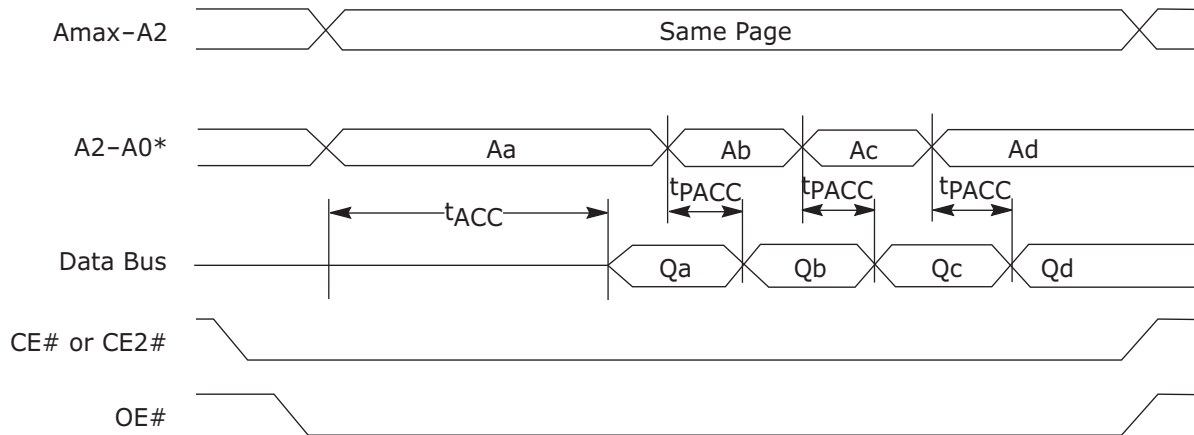 Amax–A2 Same Page
A2–A0* Aa Ab Ac Ad
tACC tPACC tPACC tPACC
Data Bus Qa Qb Qc Qd
CE# or CE2#
OE#